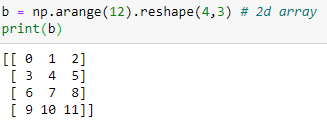 b = np.arange(12).reshape(4,3) # 2d array
print(b)
[[ 0  1  2]
 [ 3  4  5]
 [ 6  7  8]
 [ 9 10 11]]